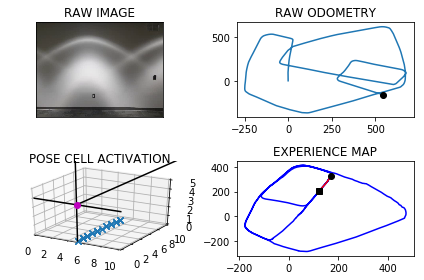 RAW IMAGE
RAW ODOMETRY
500
0
-250 0 250 500
POSE CELL ACTIVATION
5
4
3
2
1
0
0 2 4 6 8 10
0 2 4 6 8 10
EXPERIENCE MAP
400
200
0
-200
-200 0 200 400